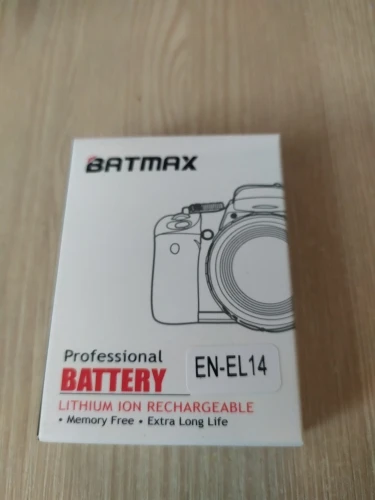 BATMAX
Professional
BATTERY
EN-EL14
LITHIUM ION RECHARGEABLE
• Memory Free • Extra Long Life